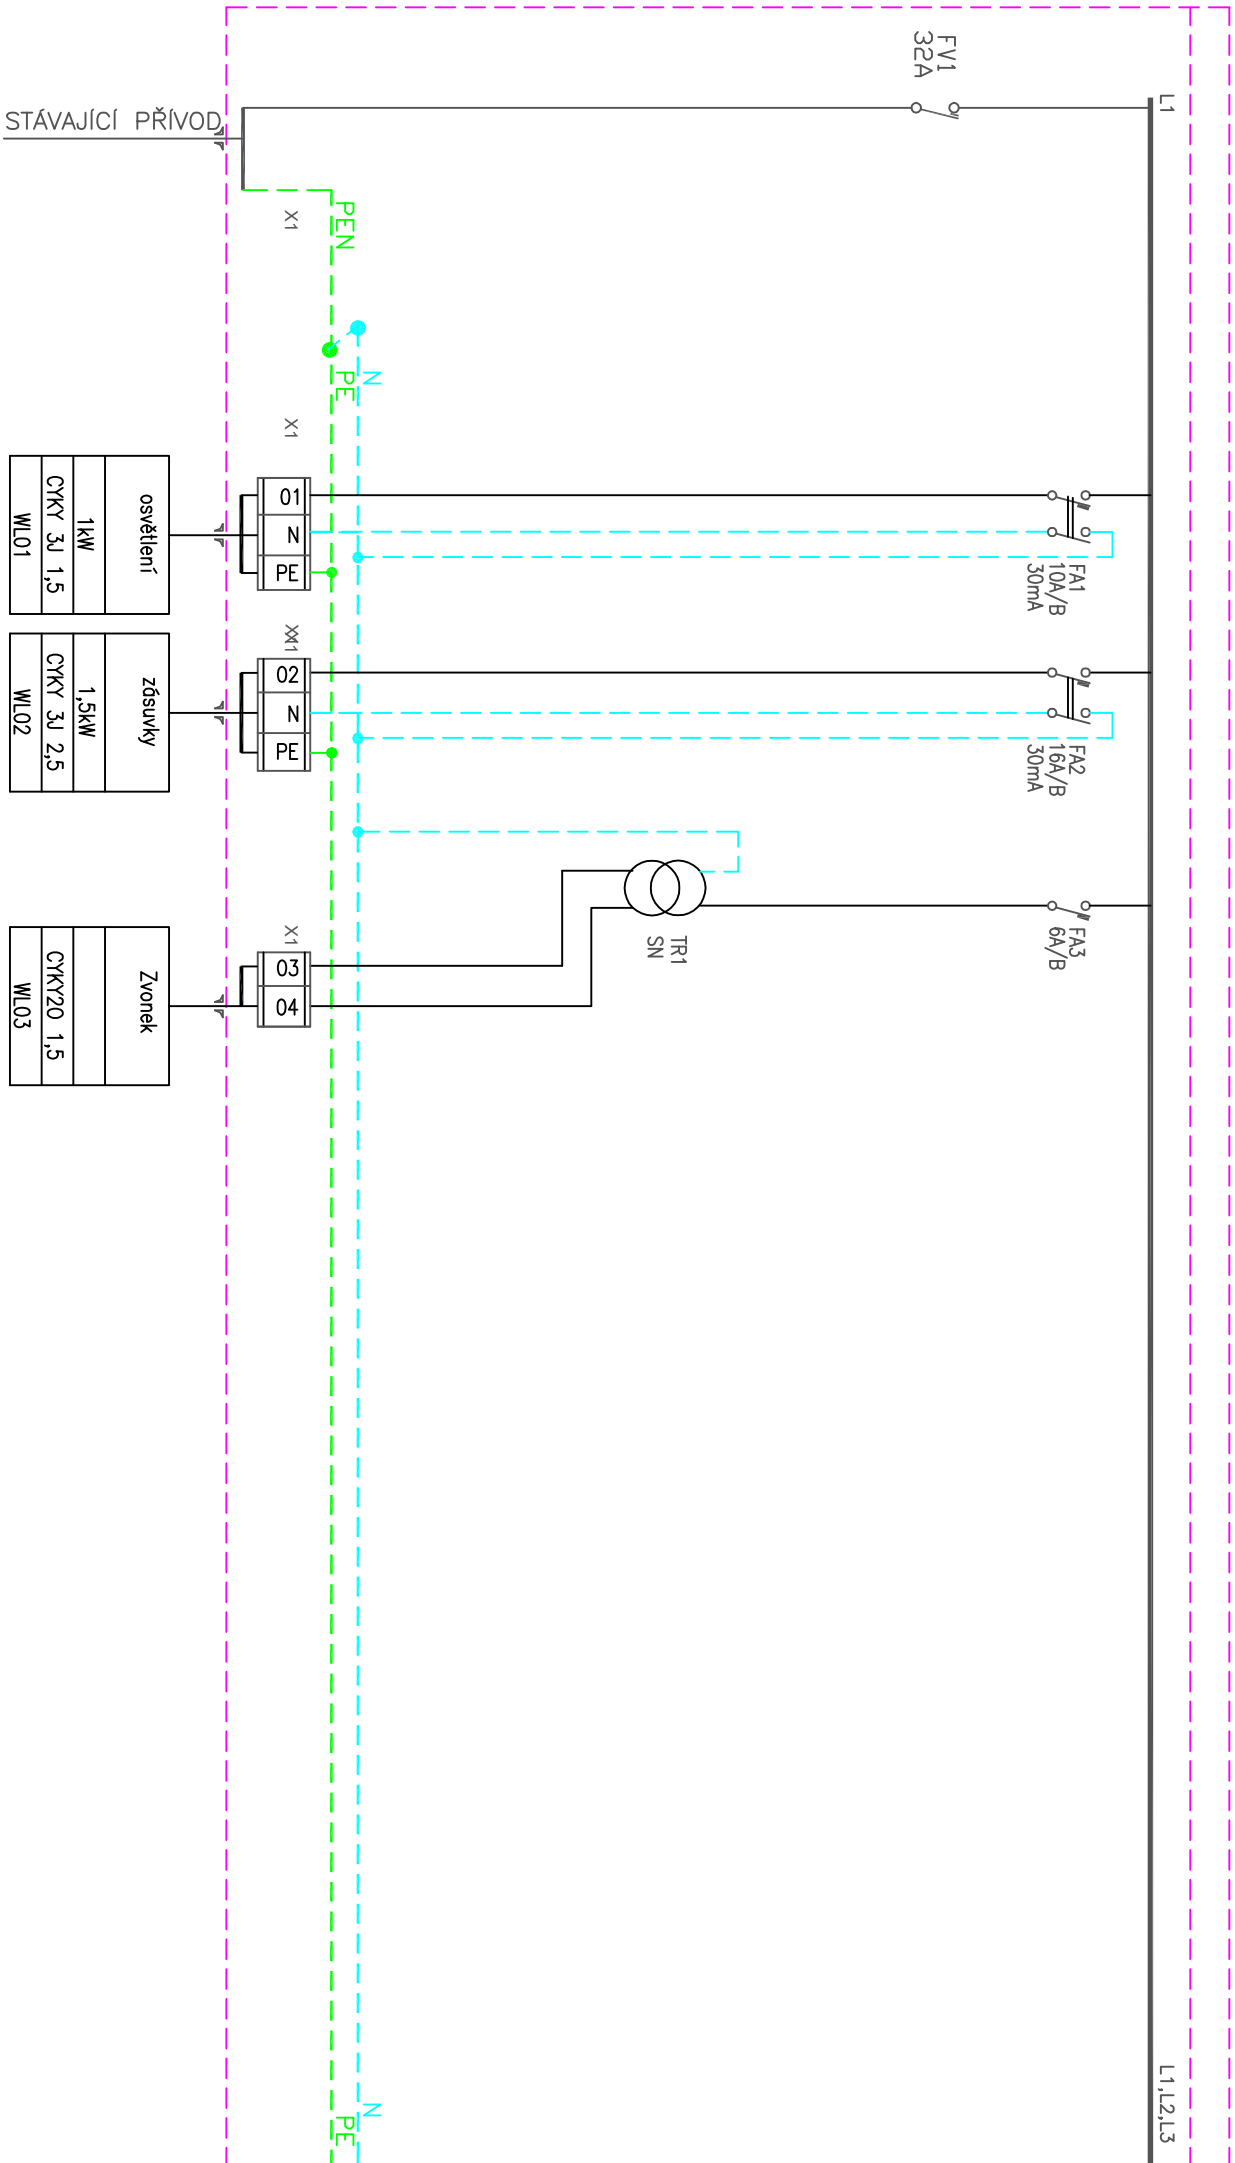 L1
L1,L2,L3
FV1
32A
FA1
10A/B
30mA
FA2
16A/B
30mA
FA3
6A/B
TR1
SN
N
PE
PEN
N
PE
X1
X1
X1
X1
01
N
PE
02
N
PE
03
04
STÁVAJÍCÍ PŘÍVOD
osvětlení
1kW
CYKY 3J 1,5
WL01
zásuvky
1,5kW
CYKY 3J 2,5
WL02
Zvonek
CYKY2O 1,5
WL03